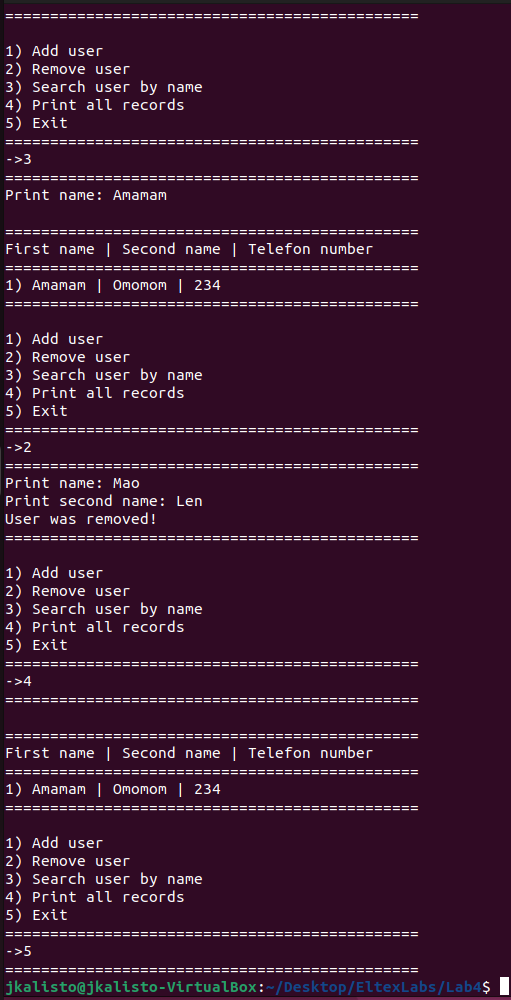 ==============================================
1) Add user
2) Remove user
3) Search user by name
4) Print all records
5) Exit
==============================================
->3
==============================================
Print name: Amamam
==============================================
First name | Second name | Telefon number
==============================================
1) Amamam | Omomom | 234
==============================================
1) Add user
2) Remove user
3) Search user by name
4) Print all records
5) Exit
==============================================
->2
==============================================
Print name: Mao
Print second name: Len
User was removed!
==============================================
1) Add user
2) Remove user
3) Search user by name
4) Print all records
5) Exit
==============================================
->4
==============================================
==============================================
First name | Second name | Telefon number
==============================================
1) Amamam | Omomom | 234
==============================================
1) Add user
2) Remove user
3) Search user by name
4) Print all records
5) Exit
==============================================
->5
==============================================
jkalisto@jkalisto-VirtualBox:~/Desktop/EltexLabs/Lab4$